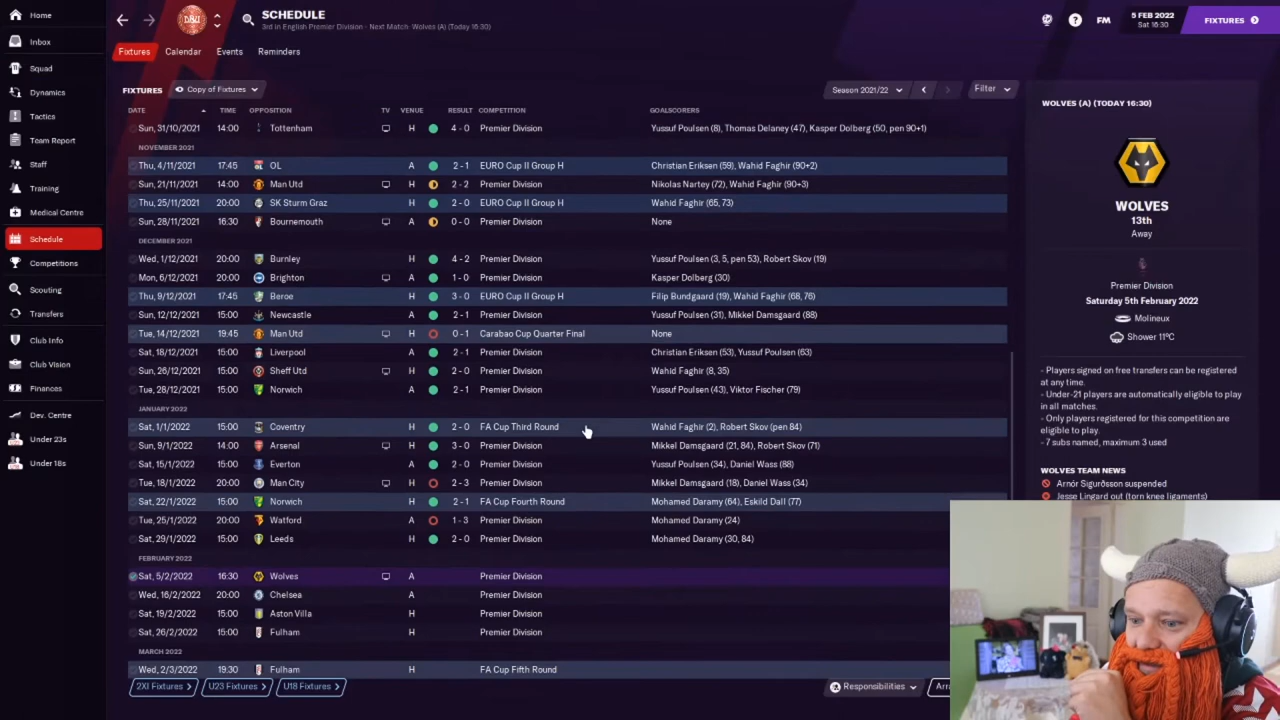 Home
Inbox
Squad
Dynamics
Tactics
Team Report
Staff
Training
Medical Centre
Schedule
Competitions
Scouting
Transfers
Club Info
Club Vision
Finances
Dev. Centre
Under 23s
Under 18s
DBU
SCHEDULE
3rd in English Premier Division - Next Match: Wolves (A) (Today 16:30)
? FM 5 FEB 2022 Sat 16:30 FIXTURES
Fixtures Calendar Events Reminders
FIXTURES Copy of Fixtures Season 2021/22 Filter
DATE TIME OPPOSITION TV VENUE RESULT COMPETITION GOALSCORERS
Sun, 31/10/2021 14:00 Tottenham H 4 - 0 Premier Division Yussuf Poulsen (8), Thomas Delaney (47), Kasper Dolberg (50, pen 90+1)
NOVEMBER 2021
Thu, 4/11/2021 17:45 OL A 2 - 1 EURO Cup II Group H Christian Eriksen (59), Wahid Faghir (90+2)
Sun, 21/11/2021 14:00 Man Utd H 2 - 2 Premier Division Nikolas Nartey (72), Wahid Faghir (90+3)
Thu, 25/11/2021 20:00 SK Sturm Graz H 2 - 0 EURO Cup II Group H Wahid Faghir (65, 73)
Sun, 28/11/2021 16:30 Bournemouth A 0 - 0 Premier Division None
DECEMBER 2021
Wed, 1/12/2021 20:00 Burnley H 4 - 2 Premier Division Yussuf Poulsen (3, 5, pen 53), Robert Skov (19)
Mon, 6/12/2021 20:00 Brighton A 1 - 0 Premier Division Kasper Dolberg (30)
Thu, 9/12/2021 17:45 Beroe H 3 - 0 EURO Cup II Group H Filip Bundgaard (19), Wahid Faghir (68, 76)
Sun, 12/12/2021 15:00 Newcastle A 2 - 1 Premier Division Yussuf Poulsen (31), Mikkel Damsgaard (88)
Tue, 14/12/2021 19:45 Man Utd H 0 - 1 Carabao Cup Quarter Final None
Sat, 18/12/2021 15:00 Liverpool A 2 - 1 Premier Division Christian Eriksen (53), Yussuf Poulsen (63)
Sun, 26/12/2021 15:00 Sheff Utd H 2 - 0 Premier Division Wahid Faghir (8, 35)
Tue, 28/12/2021 15:00 Norwich A 2 - 1 Premier Division Yussuf Poulsen (43), Viktor Fischer (79)
JANUARY 2022
Sat, 1/1/2022 15:00 Coventry H 2 - 0 FA Cup Third Round Wahid Faghir (2), Robert Skov (pen 84)
Sun, 9/1/2022 14:00 Arsenal H 3 - 0 Premier Division Mikkel Damsgaard (21, 84), Robert Skov (71)
Sat, 15/1/2022 15:00 Everton A 2 - 0 Premier Division Yussuf Poulsen (34), Daniel Wass (88)
Tue, 18/1/2022 20:00 Man City H 2 - 3 Premier Division Mikkel Damsgaard (18), Daniel Wass (34)
Sat, 22/1/2022 15:00 Norwich H 2 - 1 FA Cup Fourth Round Mohamed Daramy (64), Eskild Dall (77)
Tue, 25/1/2022 20:00 Watford A 1 - 3 Premier Division Mohamed Daramy (24)
Sat, 29/1/2022 15:00 Leeds H 2 - 0 Premier Division Mohamed Daramy (30, 84)
FEBRUARY 2022
Sat, 5/2/2022 16:30 Wolves A Premier Division
Wed, 16/2/2022 20:00 Chelsea A Premier Division
Sat, 19/2/2022 15:00 Aston Villa H Premier Division
Sat, 26/2/2022 15:00 Fulham H Premier Division
MARCH 2022
Wed, 2/3/2022 19:30 Fulham H FA Cup Fifth Round
2XI Fixtures U23 Fixtures U18 Fixtures Responsibilities
WOLVES (A) (TODAY 16:30)
WOLVES
13th
Away
Premier Division
Saturday 5th February 2022
Molineux
Shower 11°C
- Players signed on free transfers can be registered
at any time.
- Under-21 players are automatically eligible to play
in all matches.
- Only players registered for this competition are
eligible to play.
- 7 subs named, maximum 3 used
WOLVES TEAM NEWS
Arnór Sigurðsson suspended
Jesse Lingard out (torn knee ligaments)